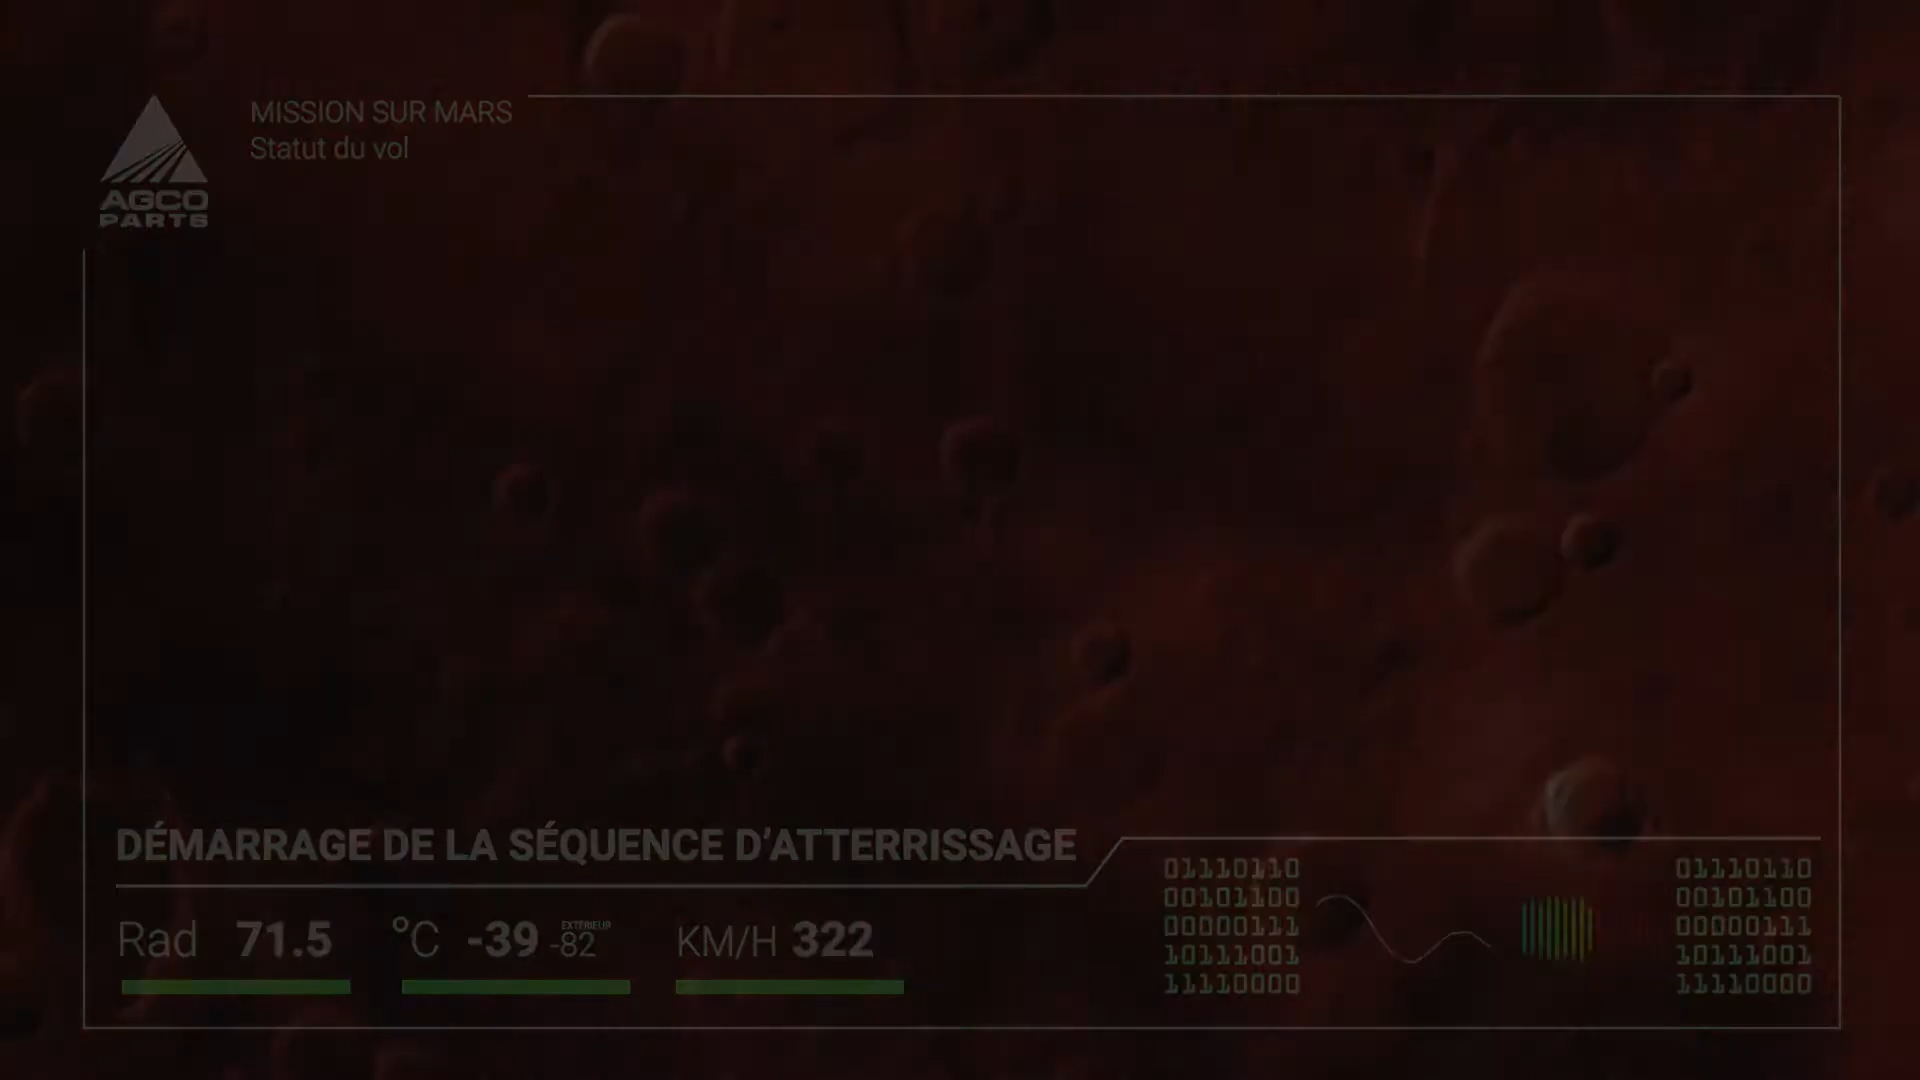 MISSION SUR MARS
Statut du vol
AGCO
PARTS
DÉMARRAGE DE LA SÉQUENCE D'ATTERRISSAGE
Rad 71.5 °C -39 EXTÉRIEUR -82 KM/H 322
01110110 01110110
00101100 00101100
00000111 00000111
10111001 10111001
11110000 11110000